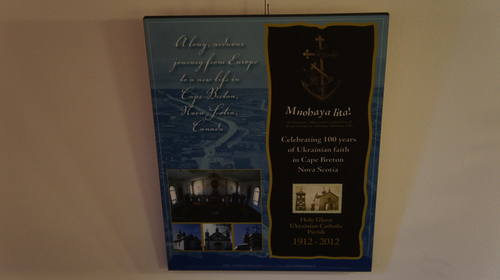 A long, arduous
journey from Europe
to a new life in
Cape Breton,
Nova Scotia,
Canada
Mnohaya lita!
Celebrating 100 years
of Ukrainian faith
in Cape Breton
Nova Scotia
Holy Ghost
Ukrainian Catholic
Parish
1912 - 2012